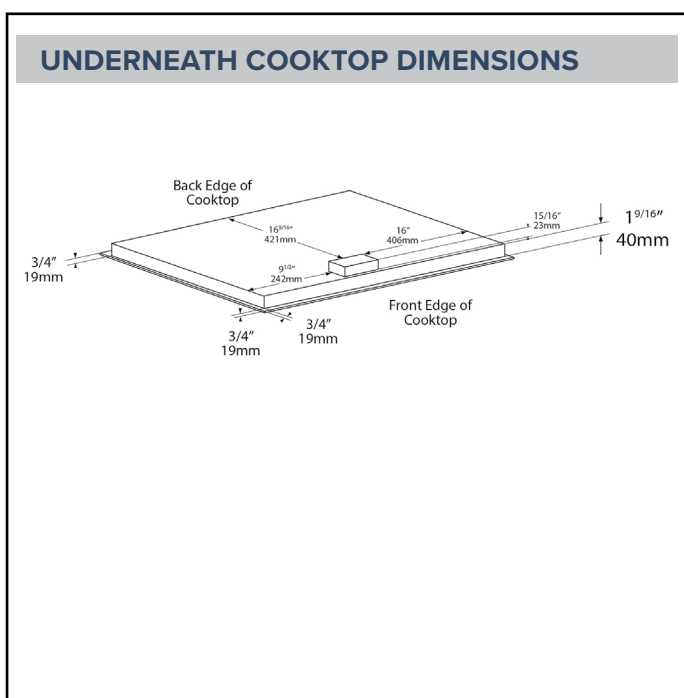 UNDERNEATH COOKTOP DIMENSIONS
Back Edge of
Cooktop
16 9/16"
421mm
16"
406mm
15/16"
23mm
1 9/16"
40mm
3/4"
19mm
9 1/2"
242mm
Front Edge of
Cooktop
3/4"
19mm
3/4"
19mm